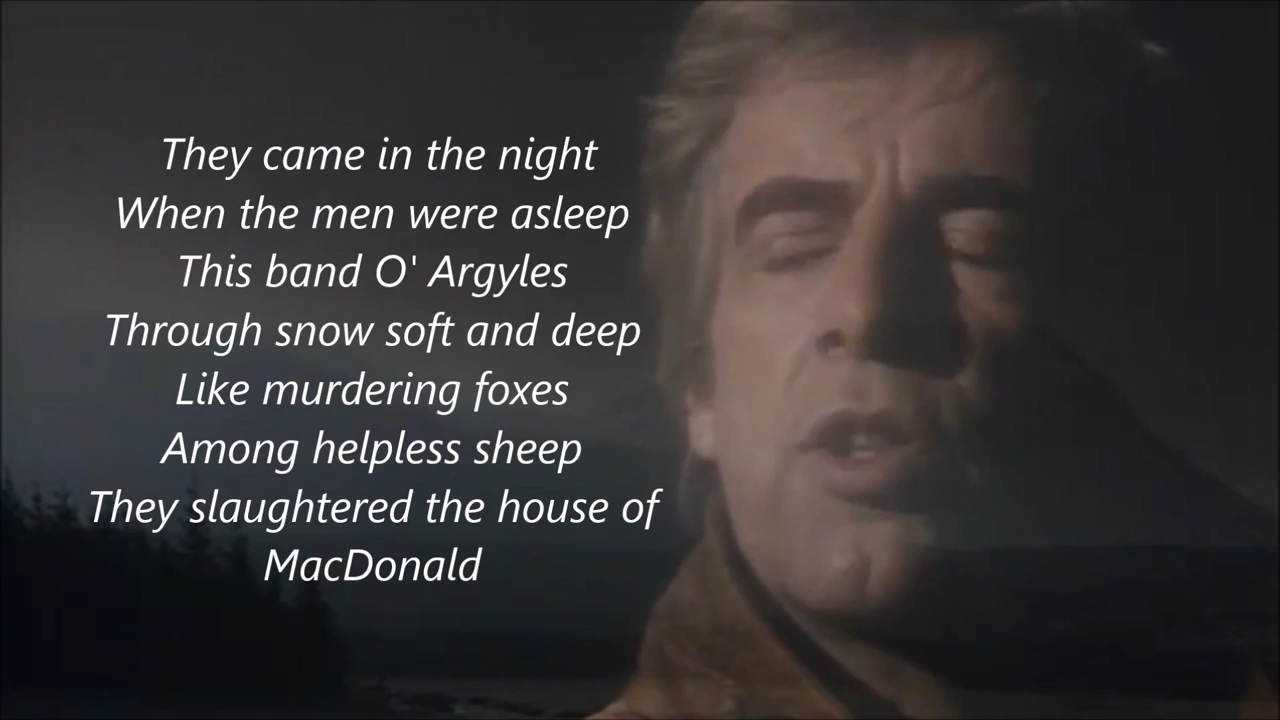 They came in the night
When the men were asleep
This band O' Argyles
Through snow soft and deep
Like murdering foxes
Among helpless sheep
They slaughtered the house of
MacDonald